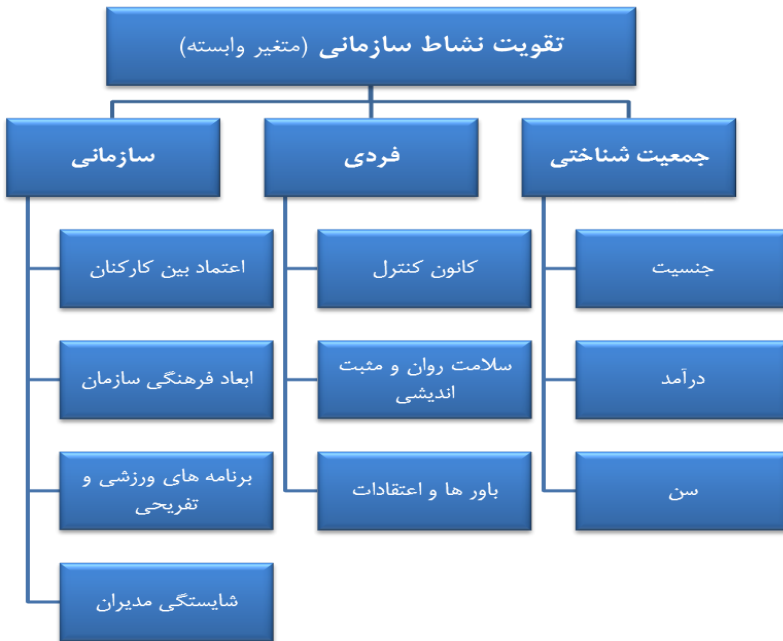 تقویت نشاط سازمانی (متغیر وابسته)
جمعیت شناختی
فردی
سازمانی
جنسیت
درآمد
سن
کانون کنترل
سلامت روان و مثبت
اندیشی
باور ها و اعتقادات
اعتماد بین کارکنان
ابعاد فرهنگی سازمان
برنامه های ورزشی و
تفریحی
شایستگی مدیران